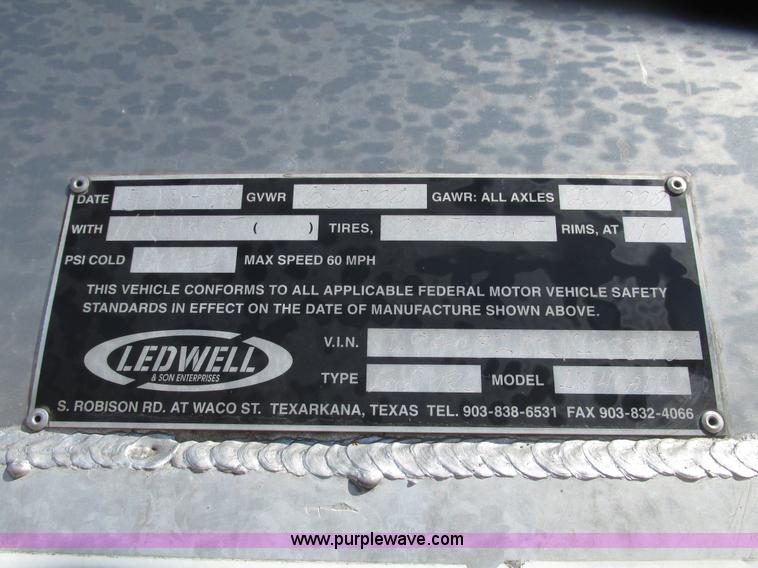 DATE GVWR GAWR: ALL AXLES
WITH ( ) TIRES, RIMS, AT
PSI COLD MAX SPEED 60 MPH
THIS VEHICLE CONFORMS TO ALL APPLICABLE FEDERAL MOTOR VEHICLE SAFETY
STANDARDS IN EFFECT ON THE DATE OF MANUFACTURE SHOWN ABOVE.
V.I.N.
LEDWELL
& SON ENTERPRISES
TYPE MODEL
S. ROBISON RD. AT WACO ST. TEXARKANA, TEXAS TEL. 903-838-6531 FAX 903-832-4066
www.purplewave.com